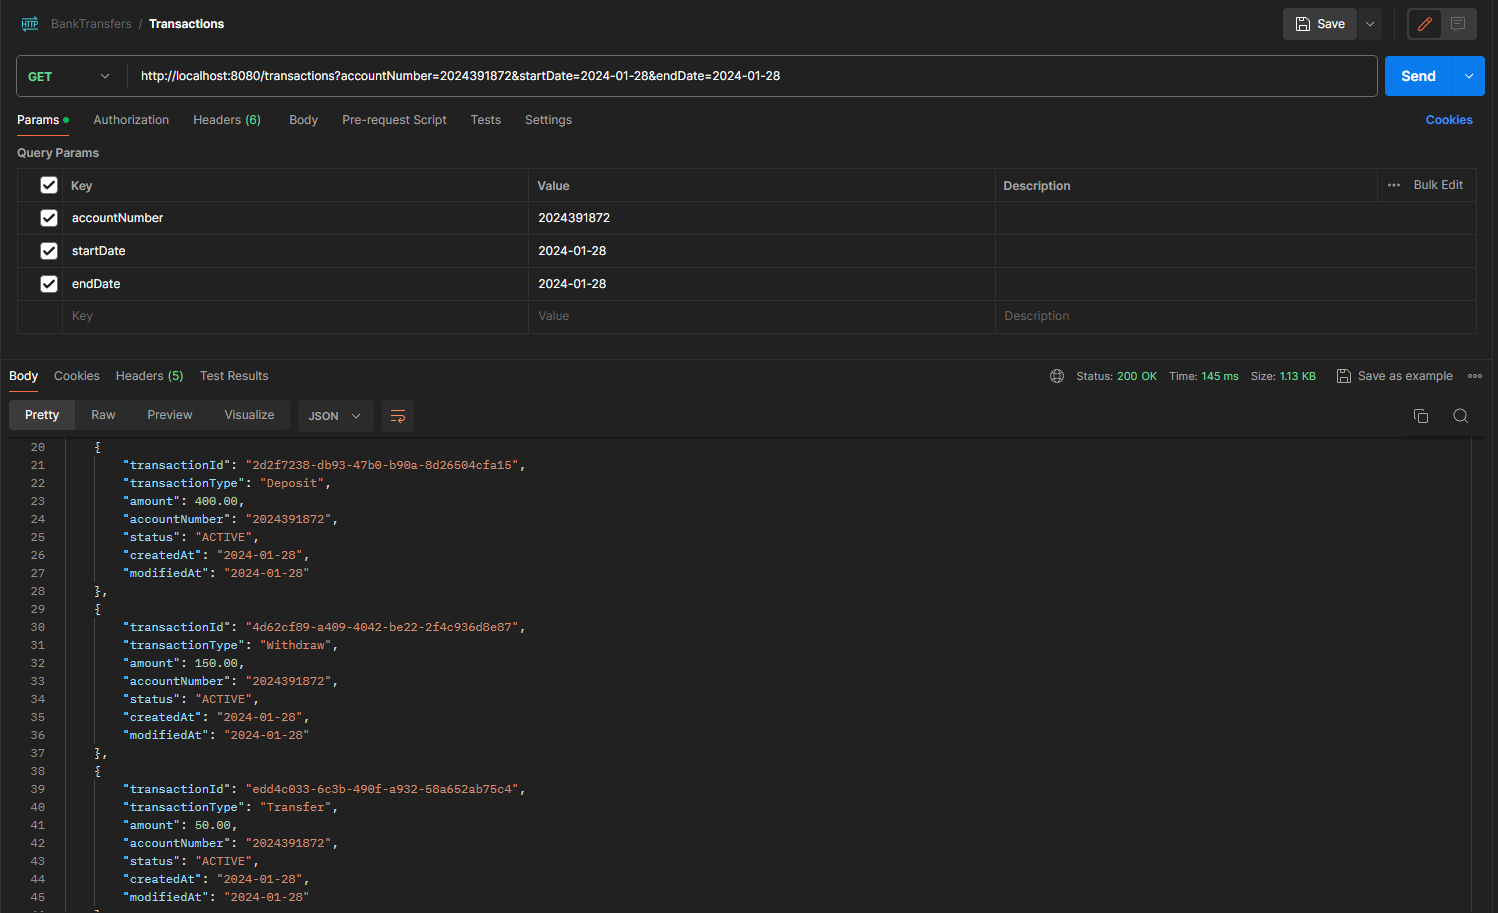 HTTP BankTransfers / Transactions Save
GET http://localhost:8080/transactions?accountNumber=2024391872&startDate=2024-01-28&endDate=2024-01-28 Send
Params Authorization Headers (6) Body Pre-request Script Tests Settings Cookies
Query Params
Key Value Description Bulk Edit
accountNumber 2024391872
startDate 2024-01-28
endDate 2024-01-28
Key Value Description
Body Cookies Headers (5) Test Results Status: 200 OK Time: 145 ms Size: 1.13 KB Save as example
Pretty Raw Preview Visualize JSON
20 {
21 "transactionId": "2d2f7238-db93-47b0-b90a-8d26504cfa15",
22 "transactionType": "Deposit",
23 "amount": 400.00,
24 "accountNumber": "2024391872",
25 "status": "ACTIVE",
26 "createdAt": "2024-01-28",
27 "modifiedAt": "2024-01-28"
28 },
29 {
30 "transactionId": "4d62cf89-a409-4042-be22-2f4c936d8e87",
31 "transactionType": "Withdraw",
32 "amount": 150.00,
33 "accountNumber": "2024391872",
34 "status": "ACTIVE",
35 "createdAt": "2024-01-28",
36 "modifiedAt": "2024-01-28"
37 },
38 {
39 "transactionId": "edd4c033-6c3b-490f-a932-58a652ab75c4",
40 "transactionType": "Transfer",
41 "amount": 50.00,
42 "accountNumber": "2024391872",
43 "status": "ACTIVE",
44 "createdAt": "2024-01-28",
45 "modifiedAt": "2024-01-28"